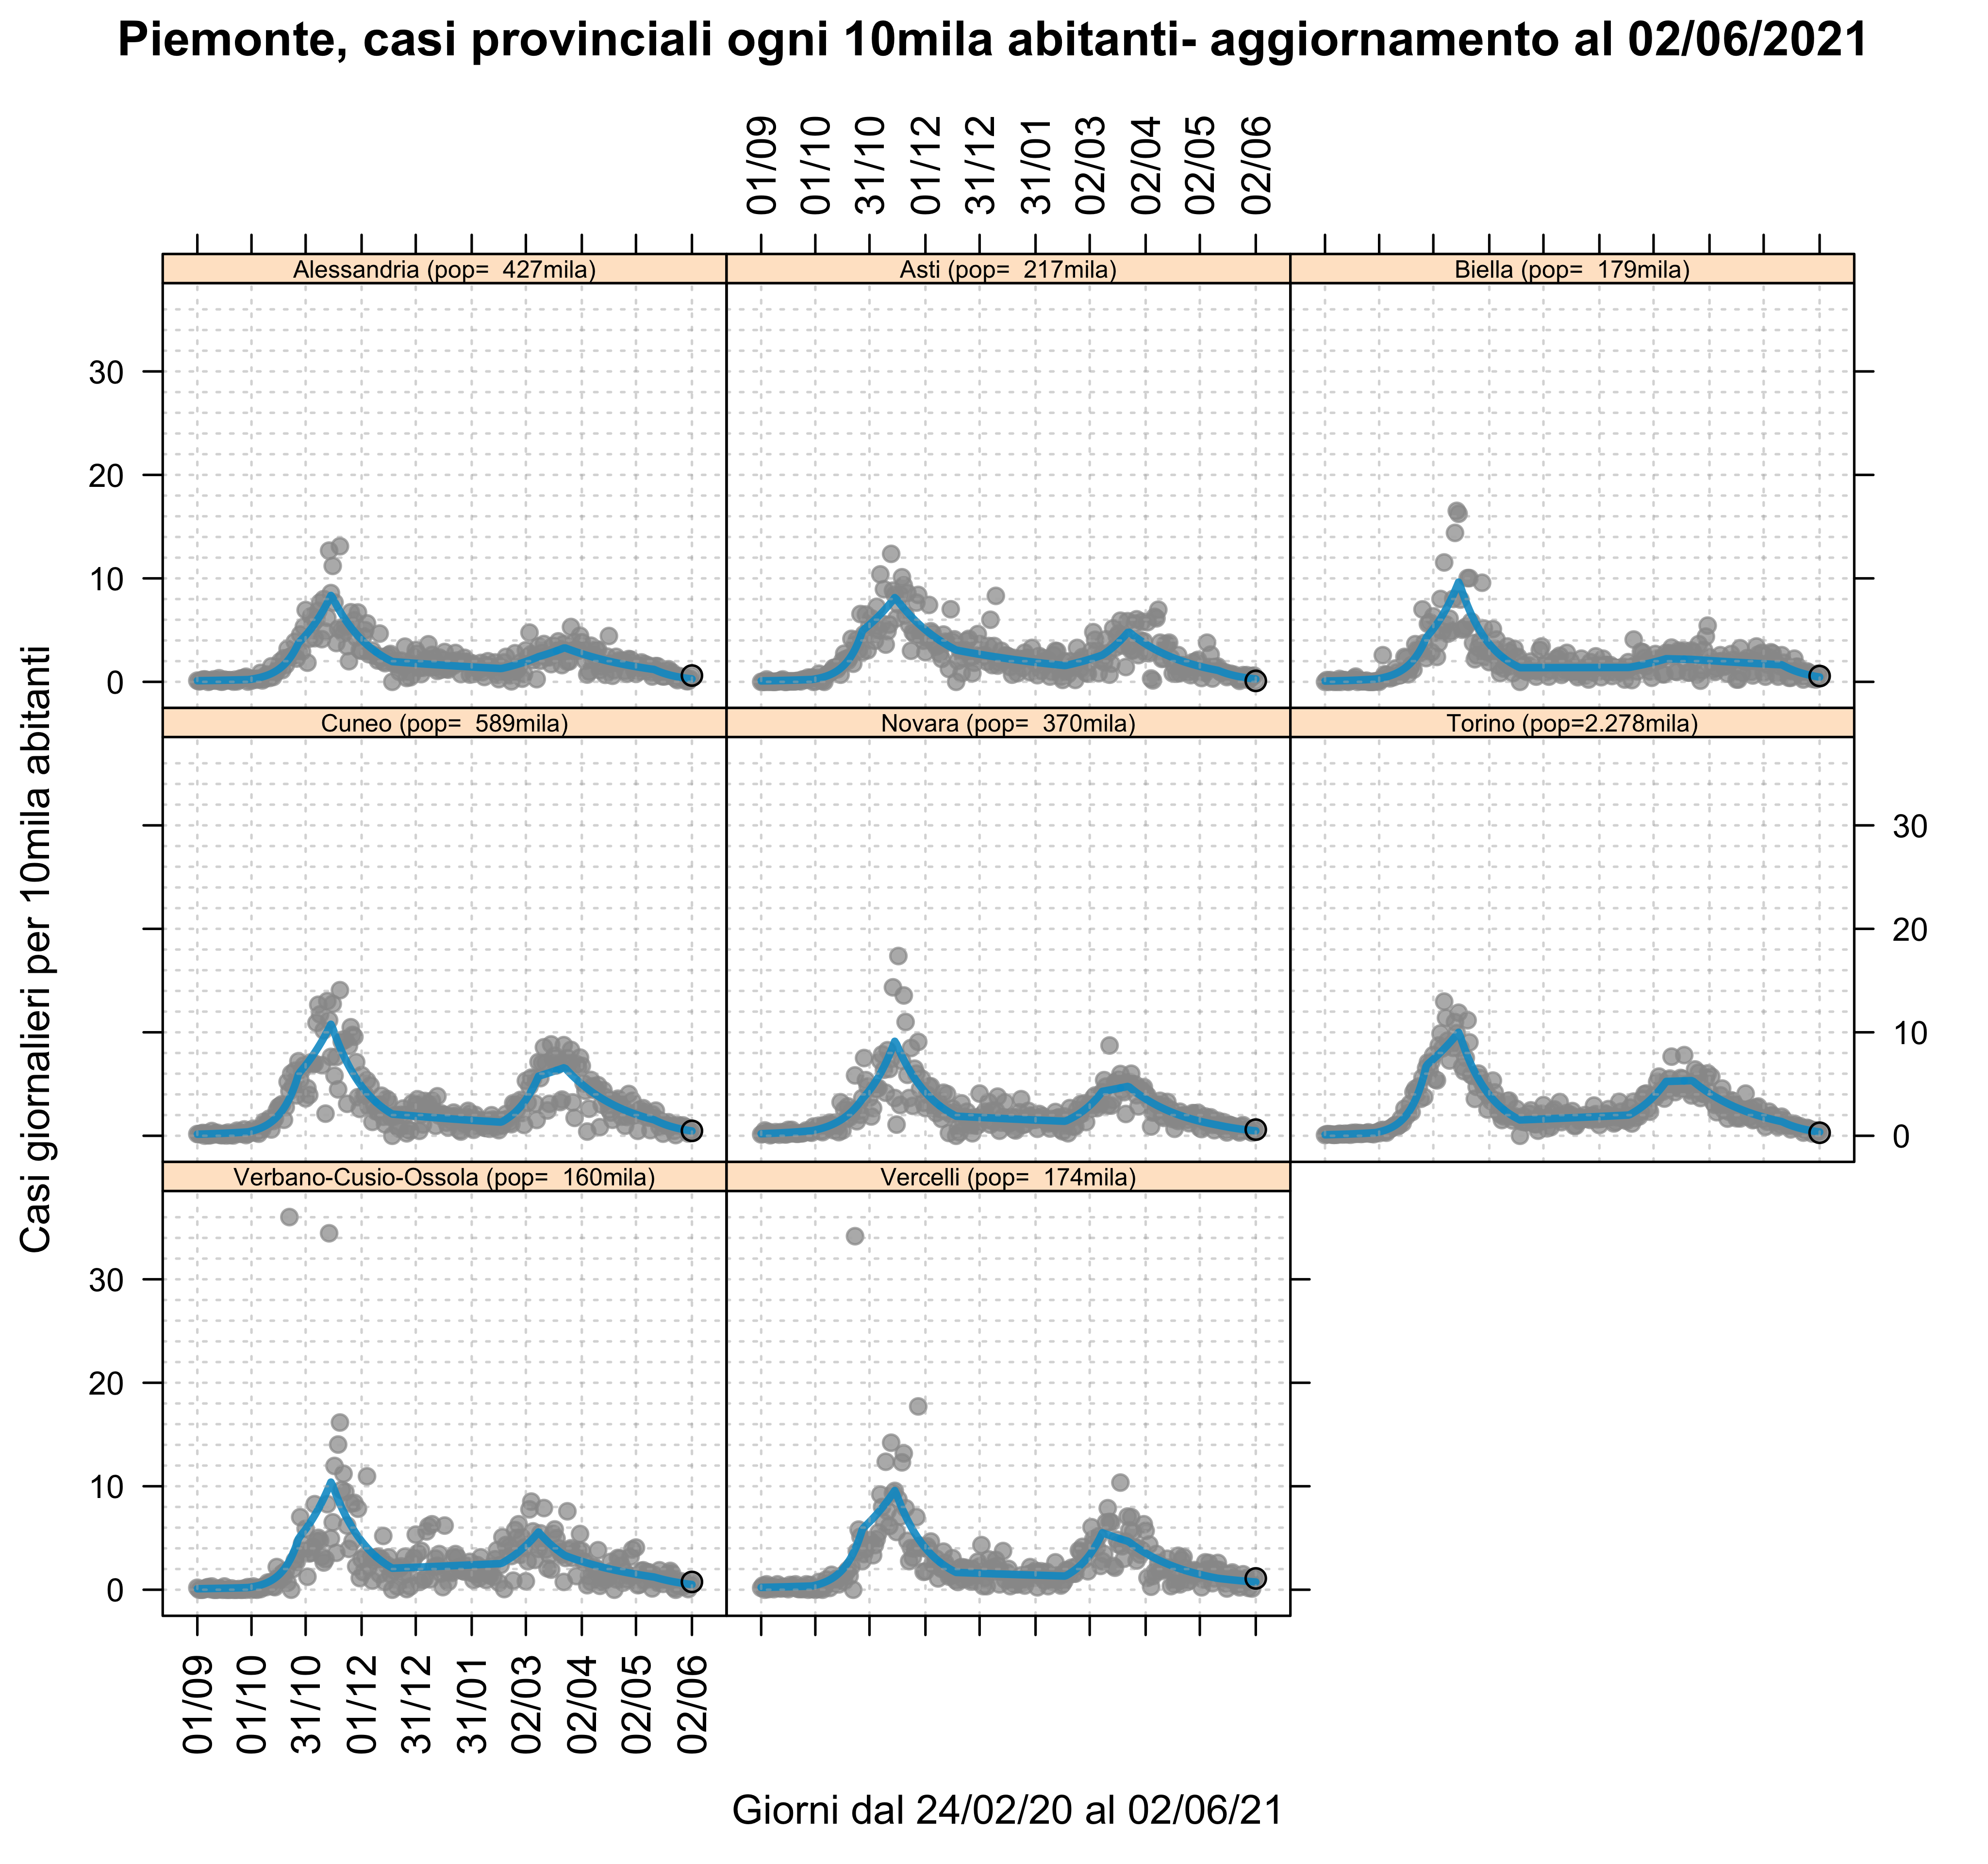 Piemonte, casi provinciali ogni 10mila abitanti- aggiornamento al 02/06/2021
01/09
01/10
31/10
01/12
31/12
31/01
02/03
02/04
02/05
02/06
Alessandria (pop=  427mila)
Asti (pop=  217mila)
Biella (pop=  179mila)
30
20
10
0
Cuneo (pop=  589mila)
Novara (pop=  370mila)
Torino (pop=2.278mila)
30
20
10
0
Verbano-Cusio-Ossola (pop=  160mila)
Vercelli (pop=  174mila)
30
20
10
0
Casi giornalieri per 10mila abitanti
01/09
01/10
31/10
01/12
31/12
31/01
02/03
02/04
02/05
02/06
Giorni dal 24/02/20 al 02/06/21